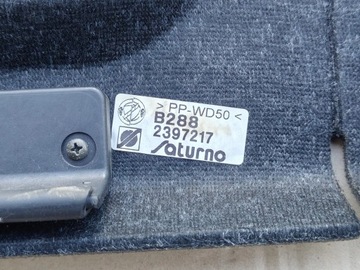 > PP-WD50 <
B288
2397217
Saturno